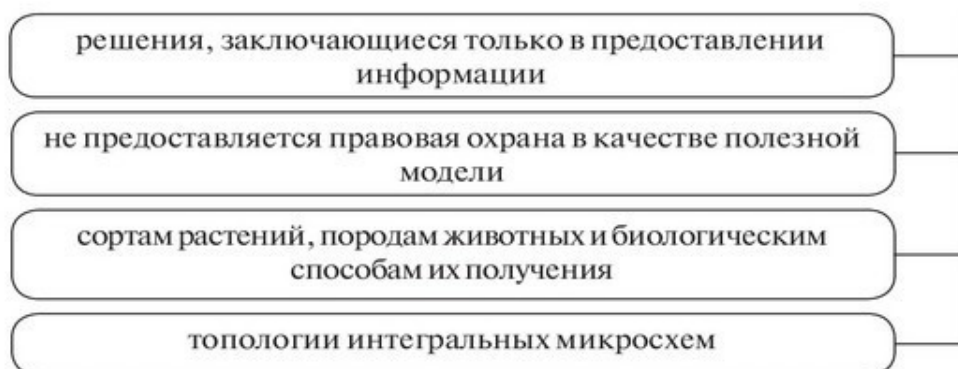 решения, заключающиеся только в предоставлении
информации
не предоставляется правовая охрана в качестве полезной
модели
сортам растений, породам животных и биологическим
способам их получения
топологии интегральных микросхем